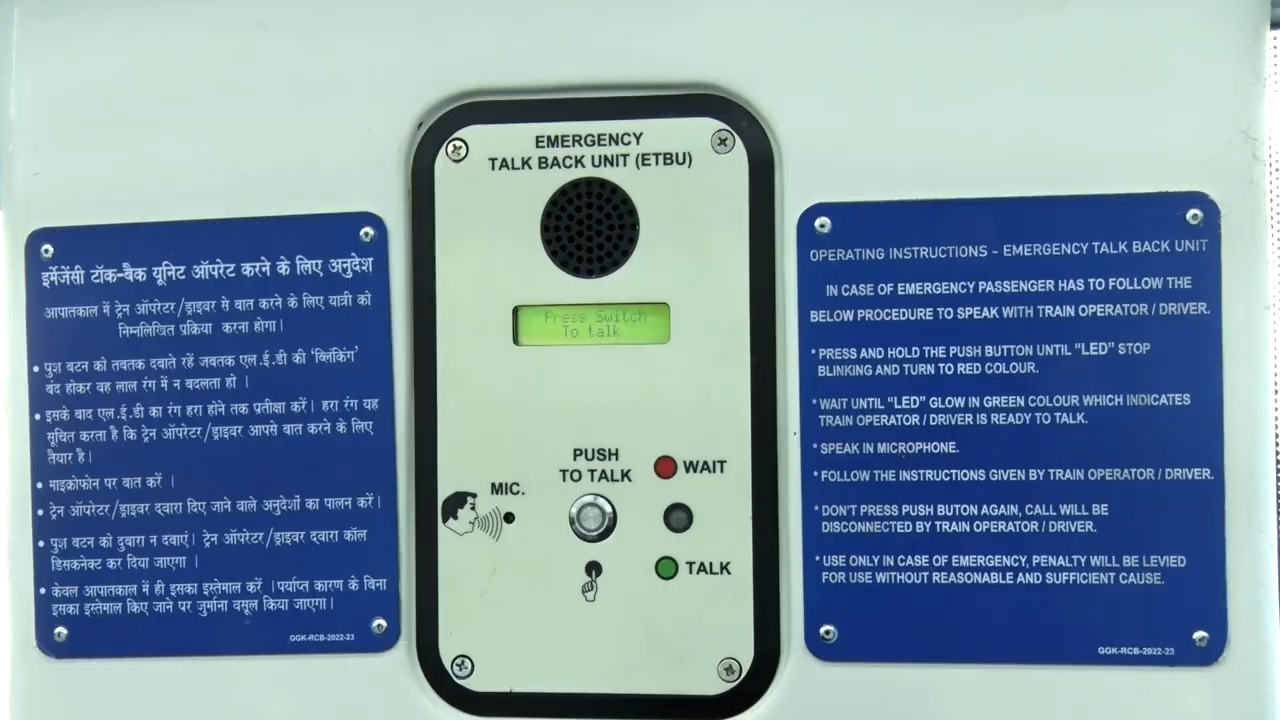 इर्मेजेंसी टॉक-बैक यूनिट ऑपरेट करने के लिए अनुदेश
आपातकाल में ट्रेन ऑपरेटर/ड्राइवर से बात करने के लिए यात्री को
निम्नलिखित प्रकिया करना होगा।
• पुश बटन को तबतक दबाते रहें जबतक एल.ई.डी की 'ब्लिंकिंग'
बंद होकर वह लाल रंग में न बदलता हो ।
• इसके बाद एल.ई.डी का रंग हरा होने तक प्रतीक्षा करें। हरा रंग यह
सूचित करता है कि ट्रेन ऑपरेटर/ड्राइवर आपसे बात करने के लिए
तैयार है।
• माइकोफोन पर बात करें ।
• ट्रेन ऑपरेटर/ड्राइवर दवारा दिए जाने वाले अनुदेशों का पालन करें।
• पुश बटन को दुबारा न दवाएं। ट्रेन ऑपरेटर/ड्राइवर दवारा कॉल
डिसकनेक्ट कर दिया जाएगा ।
• केवल आपातकाल में ही इसका इस्तेमाल करें ।पर्याप्त कारण के बिना
इसका इस्तेमाल किए जाने पर जुर्माना वसूल किया जाएगा।
GGK-RCB-2022-23
EMERGENCY
TALK BACK UNIT (ETBU)
Press Switch
To talk
PUSH
TO TALK
WAIT
MIC.
TALK
OPERATING INSTRUCTIONS - EMERGENCY TALK BACK UNIT
IN CASE OF EMERGENCY PASSENGER HAS TO FOLLOW THE
BELOW PROCEDURE TO SPEAK WITH TRAIN OPERATOR / DRIVER.
* PRESS AND HOLD THE PUSH BUTTON UNTIL "LED" STOP
BLINKING AND TURN TO RED COLOUR.
* WAIT UNTIL "LED" GLOW IN GREEN COLOUR WHICH INDICATES
TRAIN OPERATOR / DRIVER IS READY TO TALK.
* SPEAK IN MICROPHONE.
* FOLLOW THE INSTRUCTIONS GIVEN BY TRAIN OPERATOR / DRIVER.
* DON'T PRESS PUSH BUTON AGAIN, CALL WILL BE
DISCONNECTED BY TRAIN OPERATOR / DRIVER.
* USE ONLY IN CASE OF EMERGENCY, PENALTY WILL BE LEVIED
FOR USE WITHOUT REASONABLE AND SUFFICIENT CAUSE.
GGK-RCB-2022-23